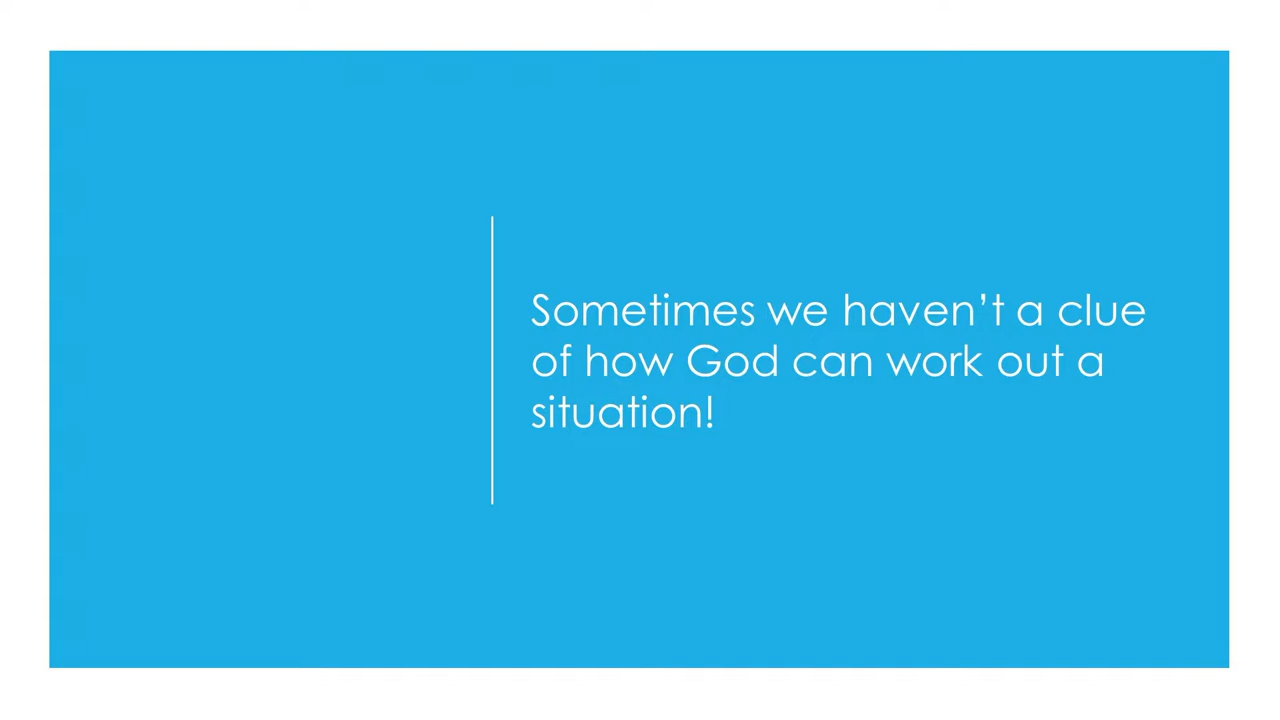 Sometimes we haven’t a clue
of how God can work out a
situation!